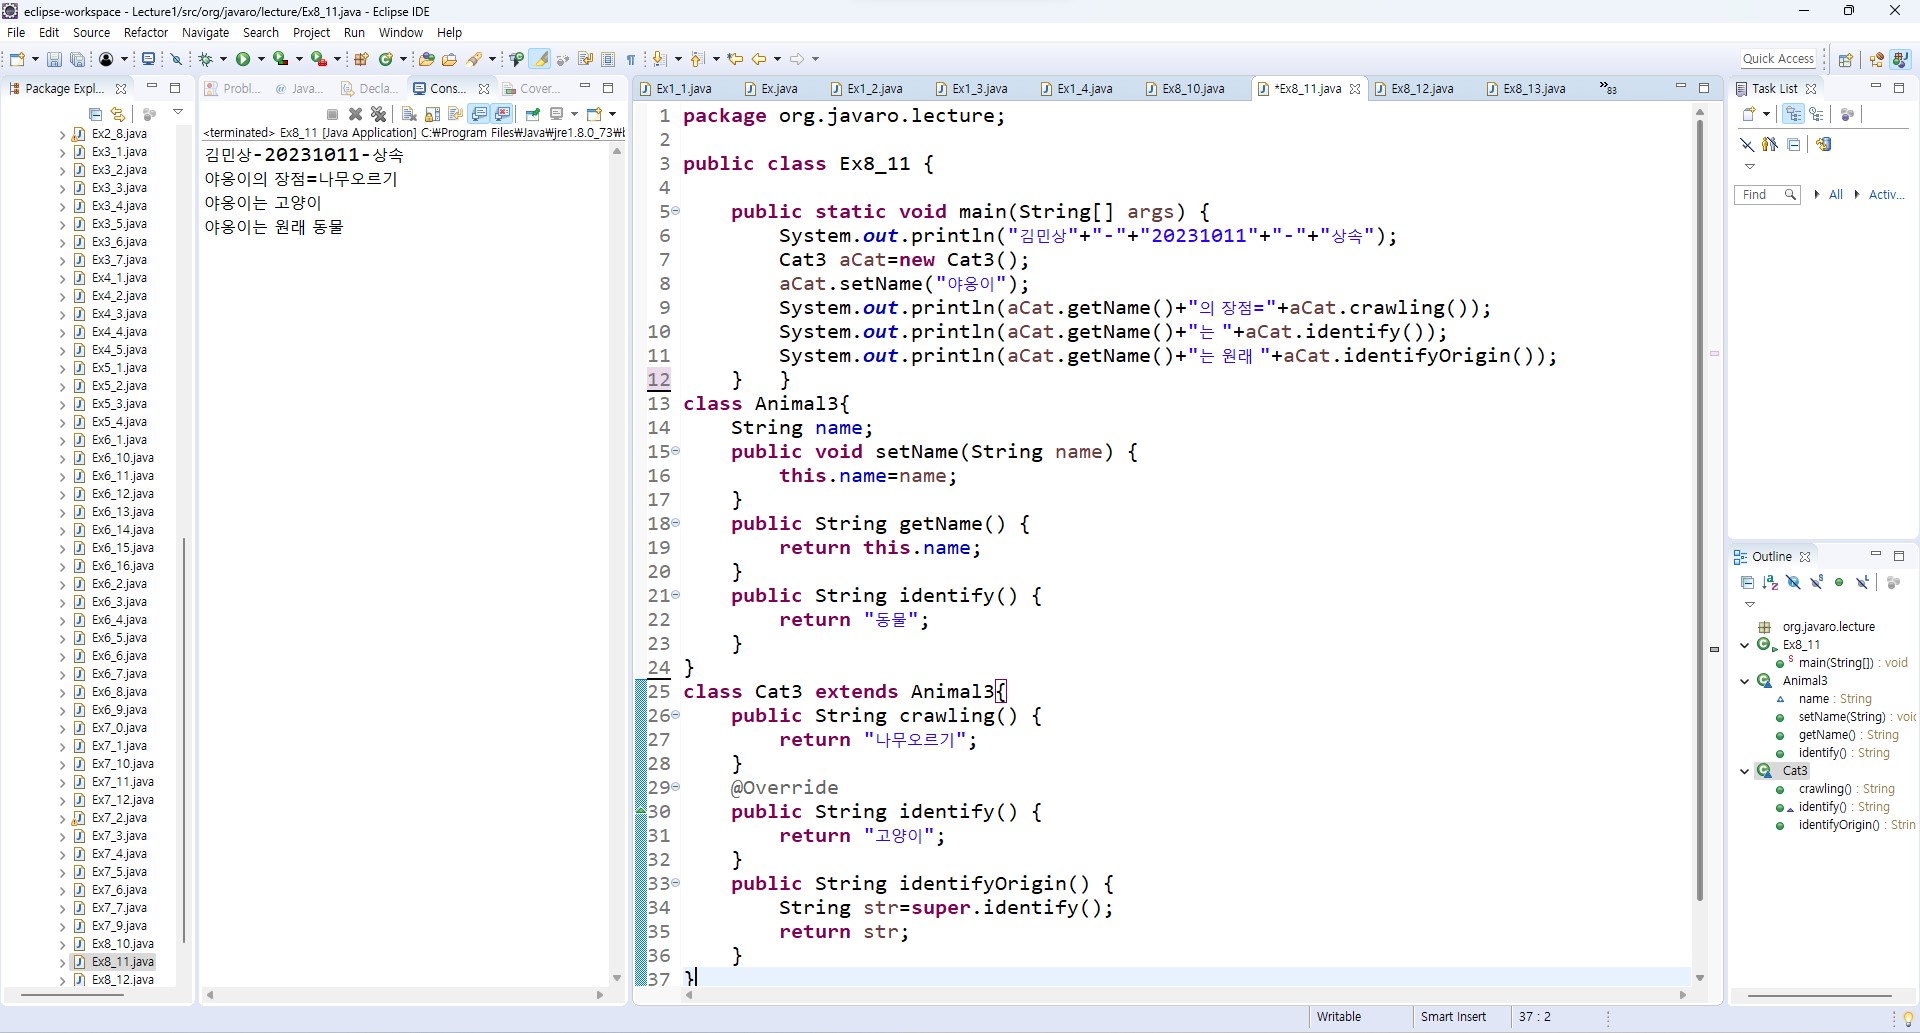 eclipse-workspace - Lecture1/src/org/javaro/lecture/Ex8_11.java - Eclipse IDE
File Edit Source Refactor Navigate Search Project Run Window Help
Quick Access
Package Expl...
Ex2_8.java
Ex3_1.java
Ex3_2.java
Ex3_3.java
Ex3_4.java
Ex3_5.java
Ex3_6.java
Ex3_7.java
Ex4_1.java
Ex4_2.java
Ex4_3.java
Ex4_4.java
Ex4_5.java
Ex5_1.java
Ex5_2.java
Ex5_3.java
Ex5_4.java
Ex6_1.java
Ex6_10.java
Ex6_11.java
Ex6_12.java
Ex6_13.java
Ex6_14.java
Ex6_15.java
Ex6_16.java
Ex6_2.java
Ex6_3.java
Ex6_4.java
Ex6_5.java
Ex6_6.java
Ex6_7.java
Ex6_8.java
Ex6_9.java
Ex7_0.java
Ex7_1.java
Ex7_10.java
Ex7_11.java
Ex7_12.java
Ex7_2.java
Ex7_3.java
Ex7_4.java
Ex7_5.java
Ex7_6.java
Ex7_7.java
Ex7_9.java
Ex8_10.java
Ex8_11.java
Ex8_12.java
Probl... Java... Decla... Cons... Cover...
<terminated> Ex8_11 [Java Application] C:₩Program Files₩Java₩jre1.8.0_73₩b
김민상-20231011-상속
야옹이의 장점=나무오르기
야옹이는 고양이
야옹이는 원래 동물
Ex1_1.java Ex.java Ex1_2.java Ex1_3.java Ex1_4.java Ex8_10.java *Ex8_11.java Ex8_12.java Ex8_13.java »83
1 package org.javaro.lecture;
2
3 public class Ex8_11 {
4
5 public static void main(String[] args) {
6 System.out.println("김민상"+"-"+"20231011"+"-"+"상속");
7 Cat3 aCat=new Cat3();
8 aCat.setName("야옹이");
9 System.out.println(aCat.getName()+"의 장점="+aCat.crawling());
10 System.out.println(aCat.getName()+"는 "+aCat.identify());
11 System.out.println(aCat.getName()+"는 원래 "+aCat.identifyOrigin());
12 } }
13 class Animal3{
14 String name;
15 public void setName(String name) {
16 this.name=name;
17 }
18 public String getName() {
19 return this.name;
20 }
21 public String identify() {
22 return "동물";
23 }
24 }
25 class Cat3 extends Animal3{
26 public String crawling() {
27 return "나무오르기";
28 }
29 @Override
30 public String identify() {
31 return "고양이";
32 }
33 public String identifyOrigin() {
34 String str=super.identify();
35 return str;
36 }
37 }
Task List
Find All Activ...
Outline
org.javaro.lecture
Ex8_11
main(String[]) : void
Animal3
name : String
setName(String) : voic
getName() : String
identify() : String
Cat3
crawling() : String
identify() : String
identifyOrigin() : Strin
Writable Smart Insert 37 : 2